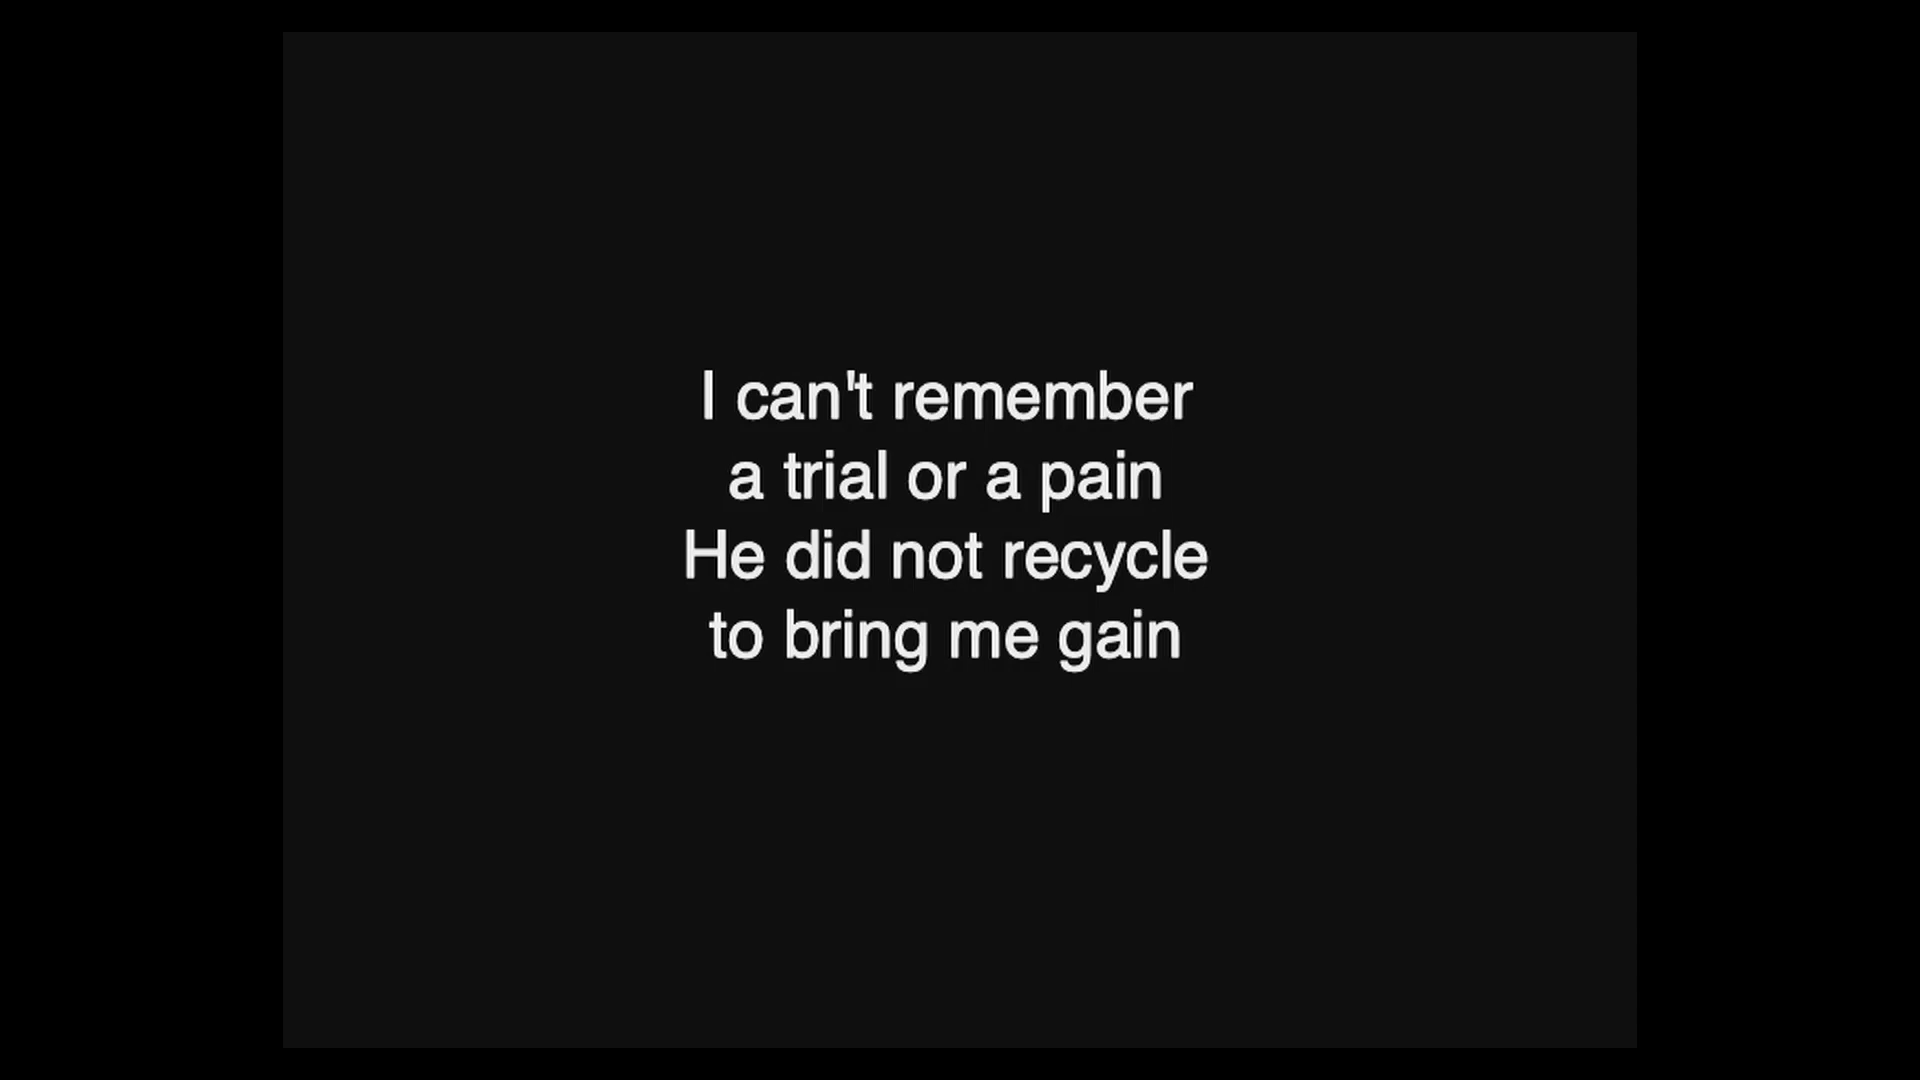 I can't remember
a trial or a pain
He did not recycle
to bring me gain